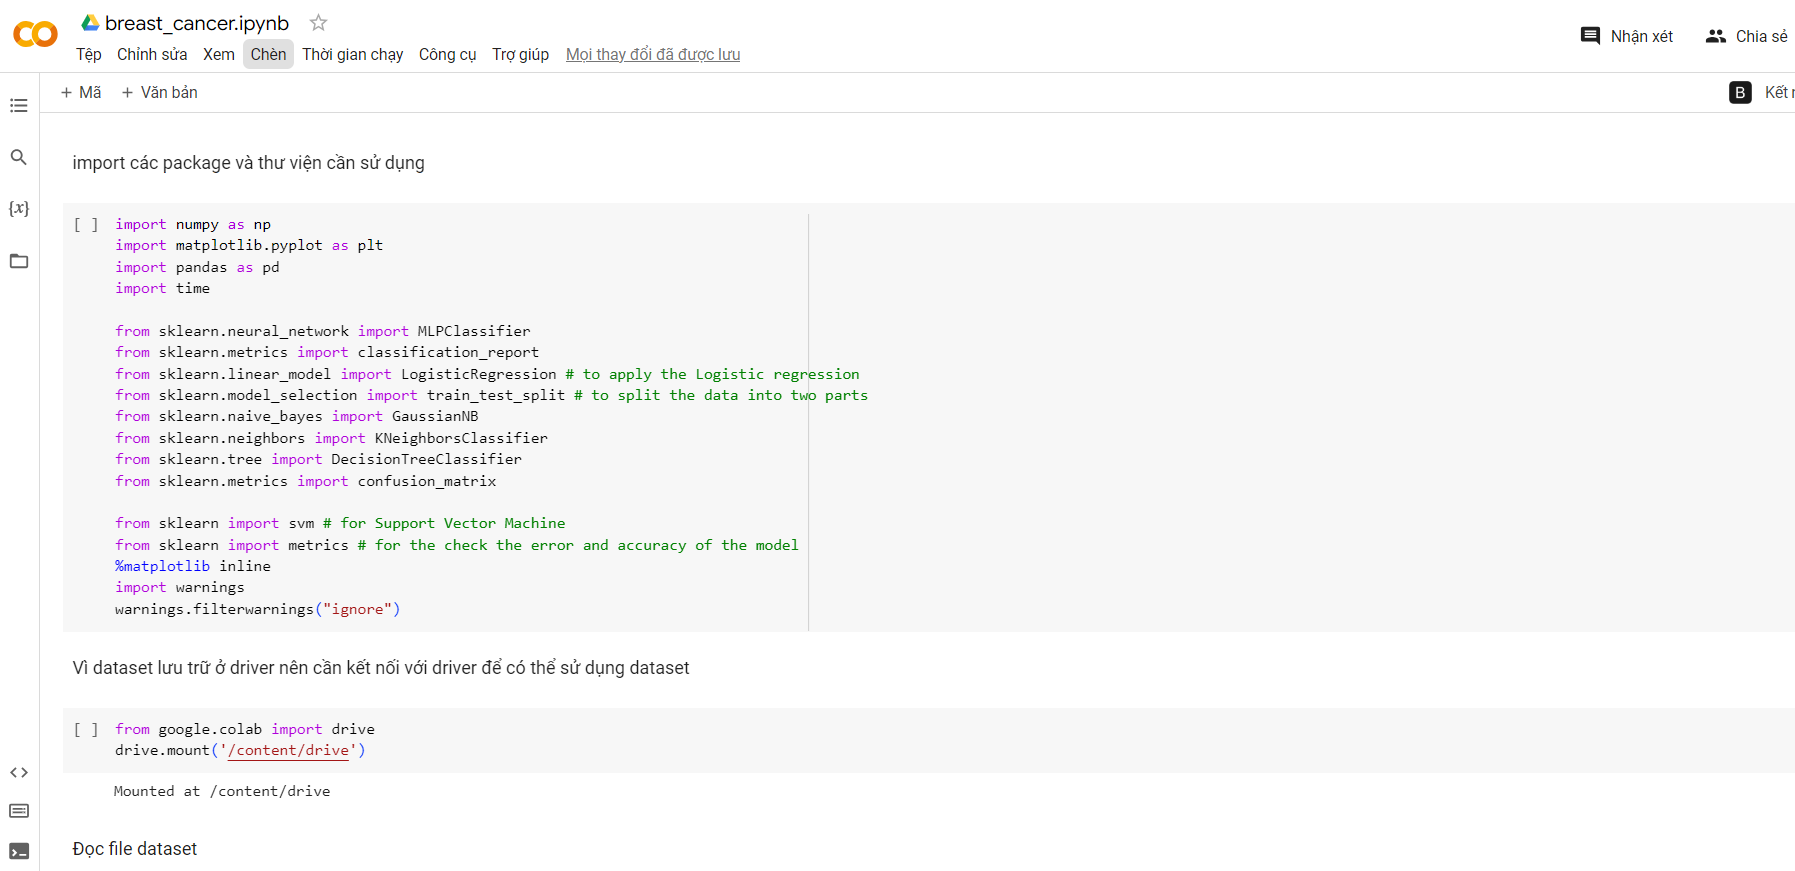 breast_cancer.ipynb
Tệp Chỉnh sửa Xem Chèn Thời gian chạy Công cụ Trợ giúp Mọi thay đổi đã được lưu
Nhận xét Chia sẻ
+ Mã + Văn bản
B Kết
import các package và thư viện cần sử dụng
[ ] import numpy as np
import matplotlib.pyplot as plt
import pandas as pd
import time
from sklearn.neural_network import MLPClassifier
from sklearn.metrics import classification_report
from sklearn.linear_model import LogisticRegression # to apply the Logistic regression
from sklearn.model_selection import train_test_split # to split the data into two parts
from sklearn.naive_bayes import GaussianNB
from sklearn.neighbors import KNeighborsClassifier
from sklearn.tree import DecisionTreeClassifier
from sklearn.metrics import confusion_matrix
from sklearn import svm # for Support Vector Machine
from sklearn import metrics # for the check the error and accuracy of the model
%matplotlib inline
import warnings
warnings.filterwarnings("ignore")
Vì dataset lưu trữ ở driver nên cần kết nối với driver để có thể sử dụng dataset
[ ] from google.colab import drive
drive.mount('/content/drive')
Mounted at /content/drive
Đọc file dataset